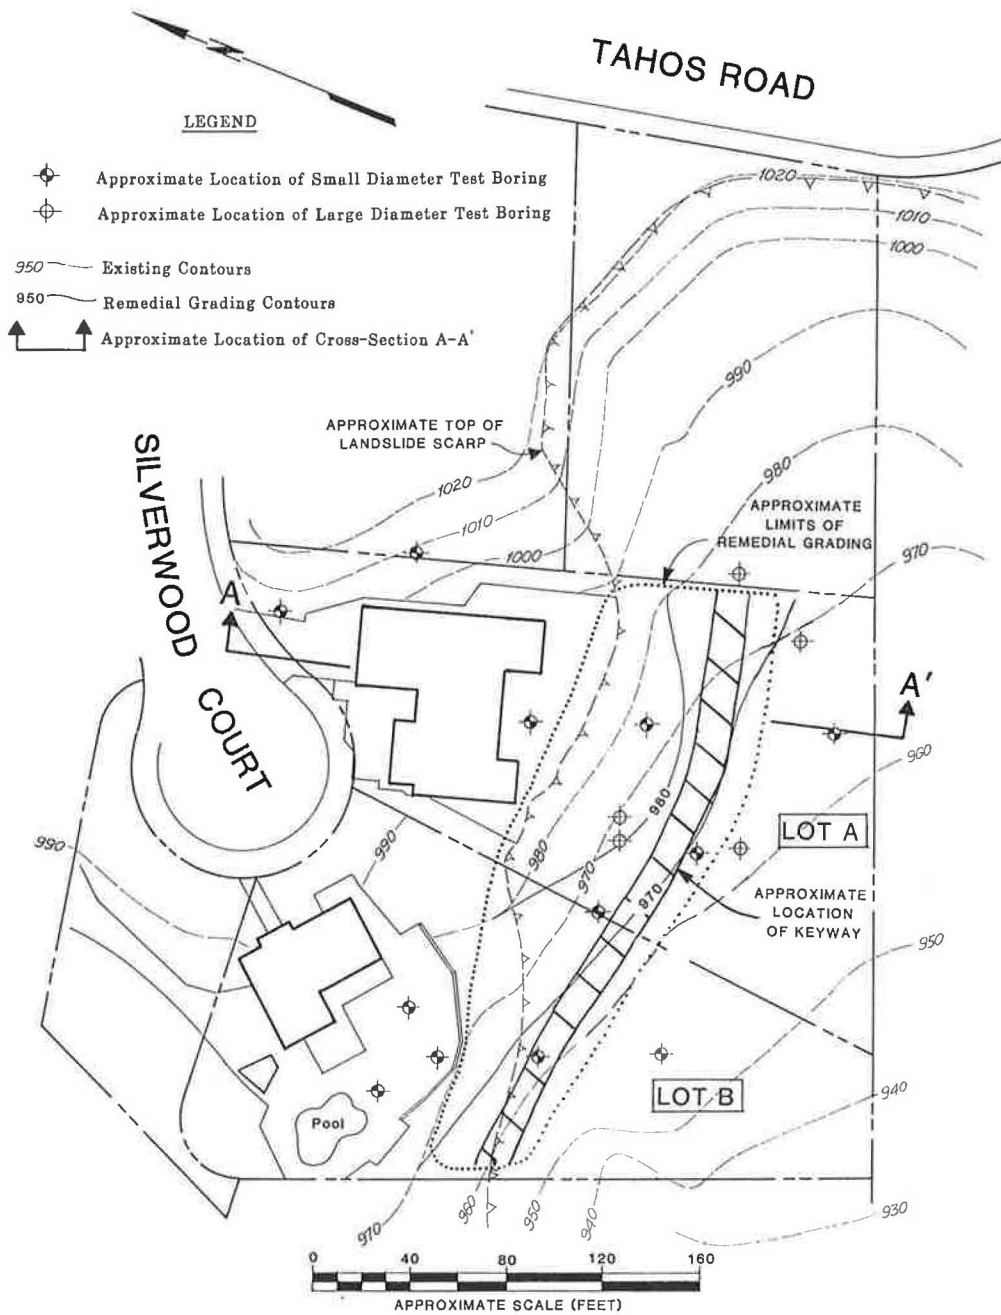 TAHOS ROAD
N
LEGEND
Approximate Location of Small Diameter Test Boring
Approximate Location of Large Diameter Test Boring
950 Existing Contours
950 Remedial Grading Contours
Approximate Location of Cross-Section A-A'
1020
1010
1000
990
980
970
APPROXIMATE TOP OF
LANDSLIDE SCARP
SILVERWOOD
COURT
1020
1010
1000
APPROXIMATE
LIMITS OF
REMEDIAL GRADING
A
A'
960
LOT A
980
970
980
970
990
990
APPROXIMATE
LOCATION
OF KEYWAY
950
LOT B
940
930
Pool
970
960
950
940
0 40 80 120 160
APPROXIMATE SCALE (FEET)